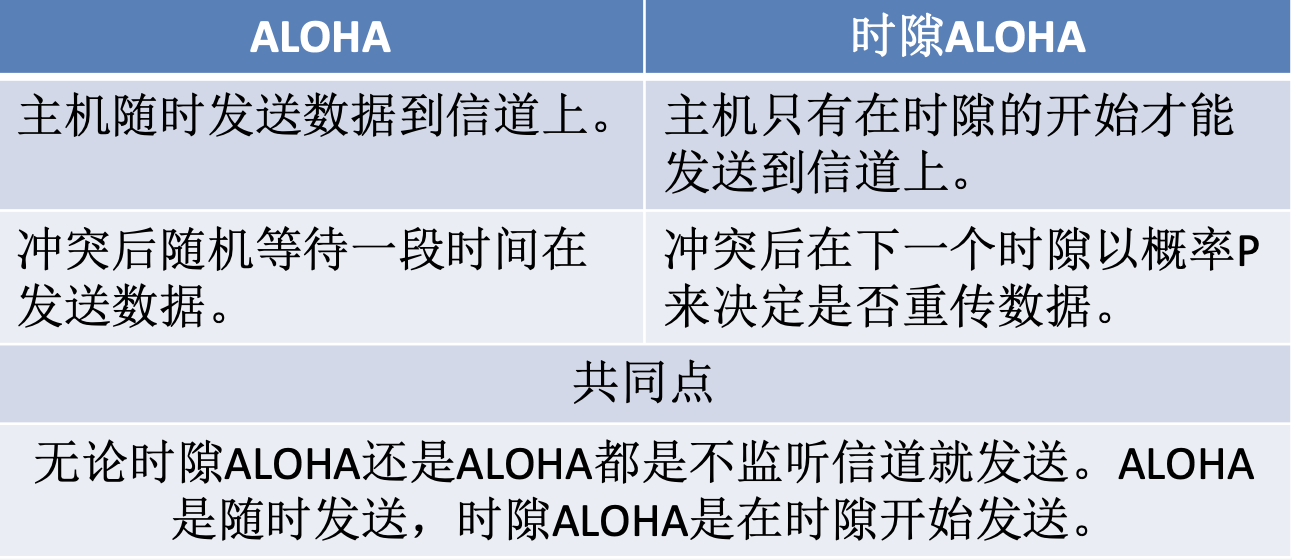 ALOHA
时隙ALOHA
主机随时发送数据到信道上。
主机只有在时隙的开始才能
发送到信道上。
冲突后随机等待一段时间在
发送数据。
冲突后在下一个时隙以概率P
来决定是否重传数据。
共同点
无论时隙ALOHA还是ALOHA都是不监听信道就发送。ALOHA
是随时发送，时隙ALOHA是在时隙开始发送。